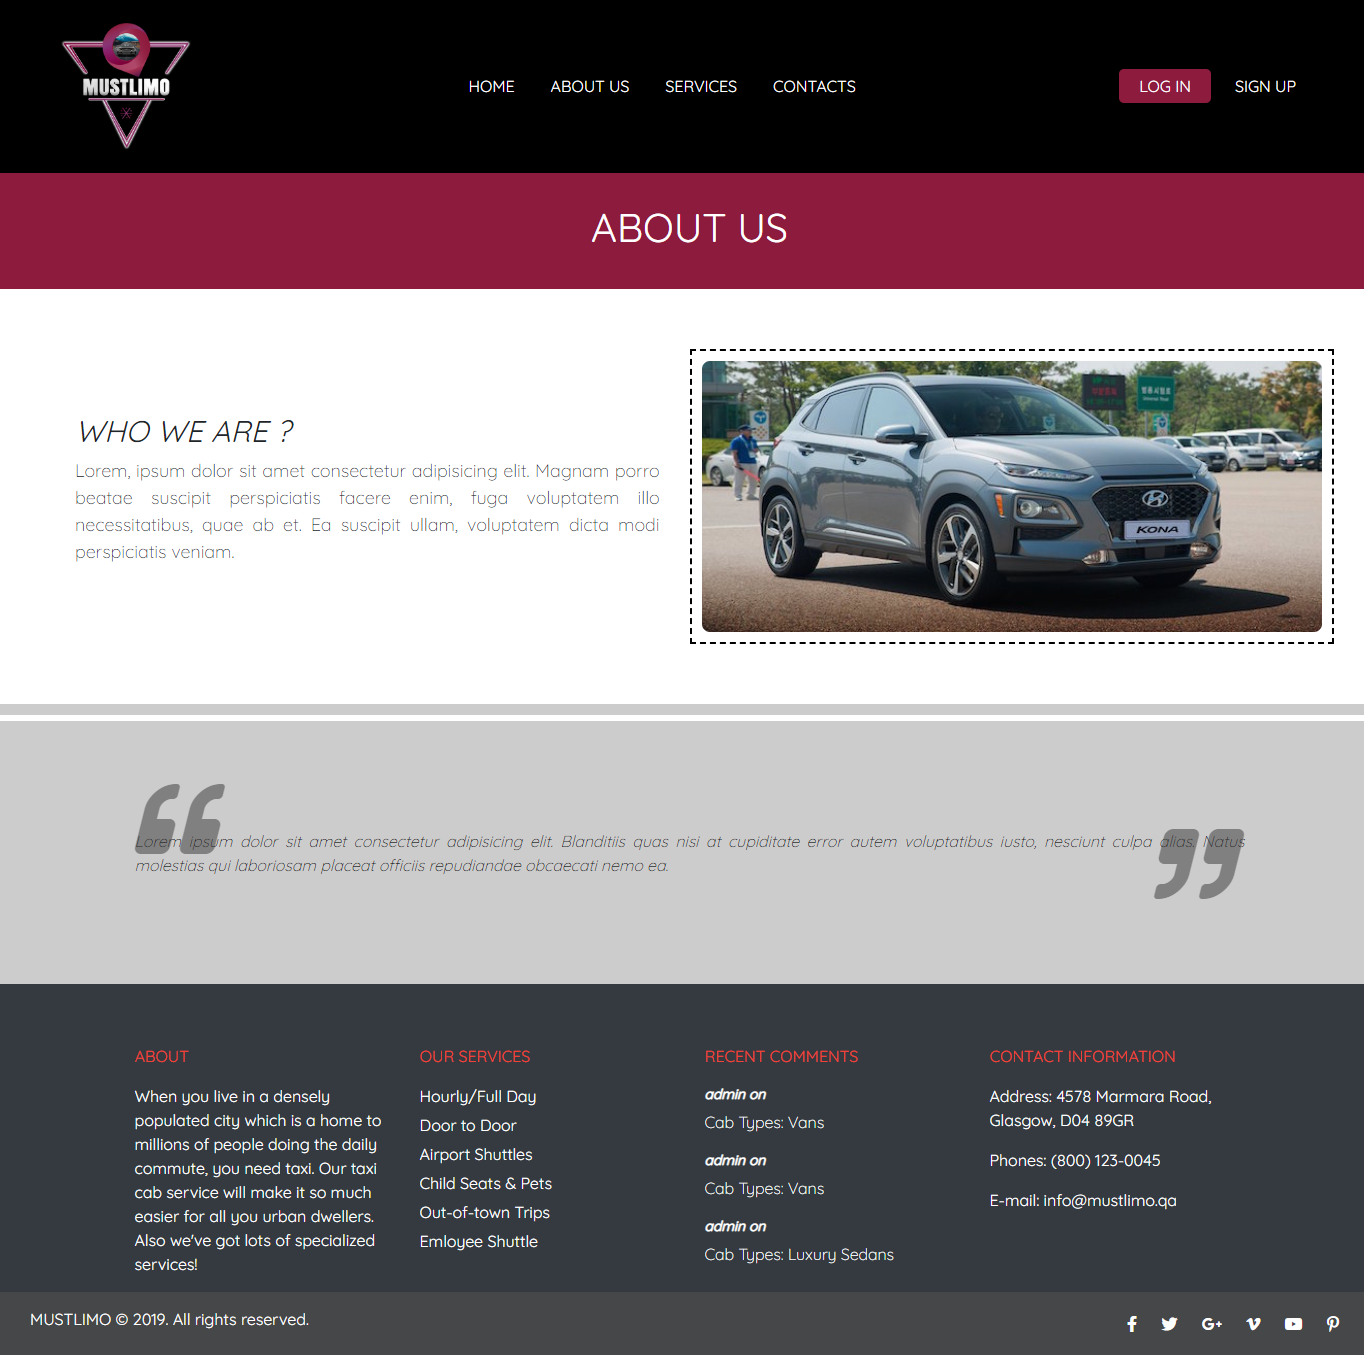 MUSTLIMO
HOME ABOUT US SERVICES CONTACTS
LOG IN SIGN UP
ABOUT US
WHO WE ARE ?
Lorem, ipsum dolor sit amet consectetur adipisicing elit. Magnam porro
beatae suscipit perspiciatis facere enim, fuga voluptatem illo
necessitatibus, quae ab et. Ea suscipit ullam, voluptatem dicta modi
perspiciatis veniam.
KONA
Lorem ipsum dolor sit amet consectetur adipisicing elit. Blanditiis quas nisi at cupiditate error autem voluptatibus iusto, nesciunt culpa alias. Natus
molestias qui laboriosam placeat officiis repudiandae obcaecati nemo ea.
ABOUT
When you live in a densely
populated city which is a home to
millions of people doing the daily
commute, you need taxi. Our taxi
cab service will make it so much
easier for all you urban dwellers.
Also we've got lots of specialized
services!
OUR SERVICES
Hourly/Full Day
Door to Door
Airport Shuttles
Child Seats & Pets
Out-of-town Trips
Emloyee Shuttle
RECENT COMMENTS
admin on
Cab Types: Vans
admin on
Cab Types: Vans
admin on
Cab Types: Luxury Sedans
CONTACT INFORMATION
Address: 4578 Marmara Road,
Glasgow, D04 89GR
Phones: (800) 123-0045
E-mail: info@mustlimo.qa
MUSTLIMO © 2019. All rights reserved.